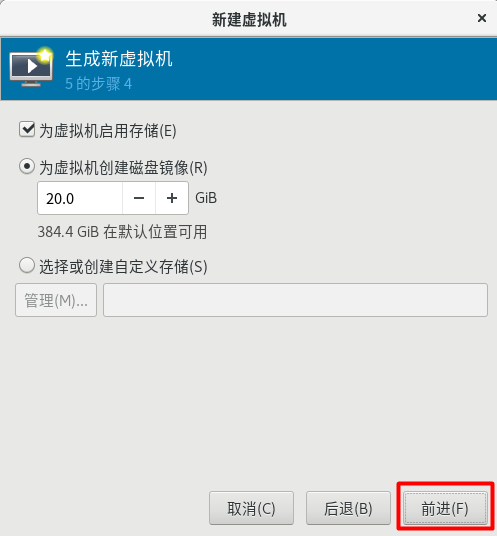 新建虚拟机
生成新虚拟机
5 的步骤 4
为虚拟机启用存储(E)
为虚拟机创建磁盘镜像(R)
20.0 − + GiB
384.4 GiB 在默认位置可用
选择或创建自定义存储(S)
管理(M)...
取消(C) 后退(B) 前进(F)